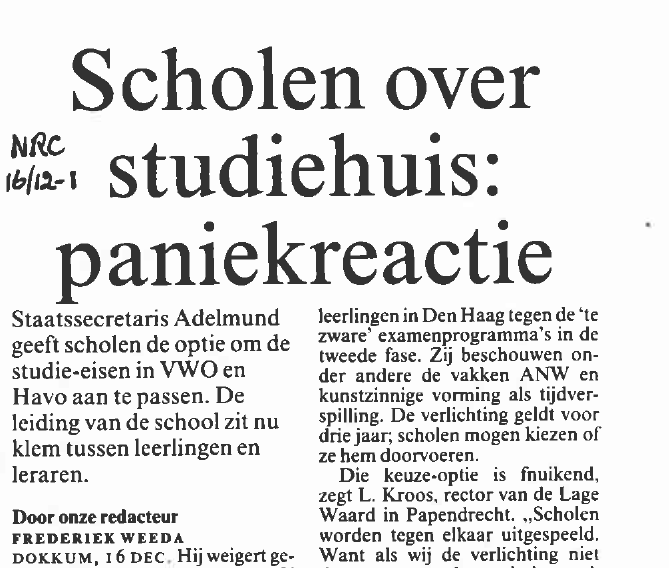 Scholen over
studiehuis:
paniekreactie
NRC
16/12-1
Staatssecretaris Adelmund
geeft scholen de optie om de
studie-eisen in VWO en
Havo aan te passen. De
leiding van de school zit nu
klem tussen leerlingen en
leraren.
Door onze redacteur
FREDERIEK WEEDA
DOKKUM, 16 DEC. Hij weigert ge-
leerlingen in Den Haag tegen de ‘te
zware’ examenprogramma's in de
tweede fase. Zij beschouwen on-
der andere de vakken ANW en
kunstzinnige vorming als tijdver-
spilling. De verlichting geldt voor
drie jaar; scholen mogen kiezen of
ze hem doorvoeren.
Die keuze-optie is fnuikend,
zegt L. Kroos, rector van de Lage
Waard in Papendrecht. „Scholen
worden tegen elkaar uitgespeeld.
Want als wij de verlichting niet